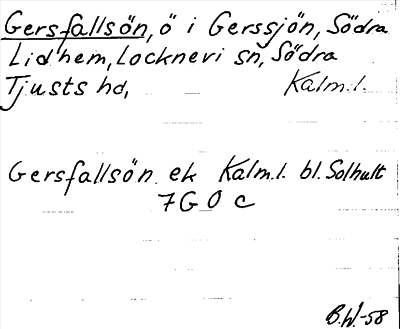 Gersfallsön, ö i Gerssjön, Södra
Lidhem, Locknevi sn, Södra
Tjusts hd, Kalm.l.
Gersfallsön. ek Kalm.l. bl. Solhult
7G 0 c
B.W.-58